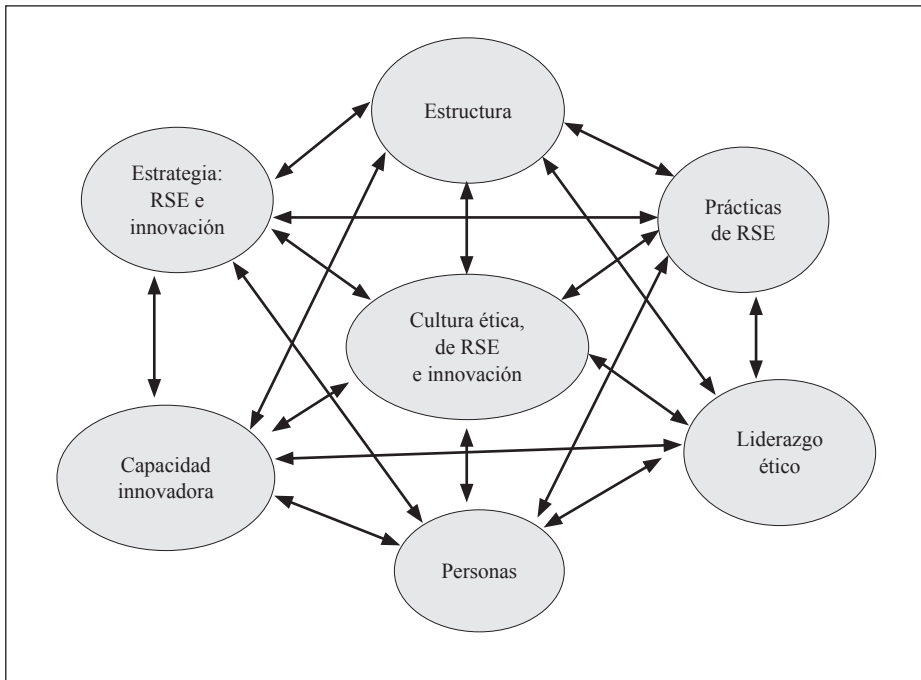 Estructura
Estrategia:
RSE e
innovación
Prácticas
de RSE
Cultura ética,
de RSE
e innovación
Capacidad
innovadora
Liderazgo
ético
Personas